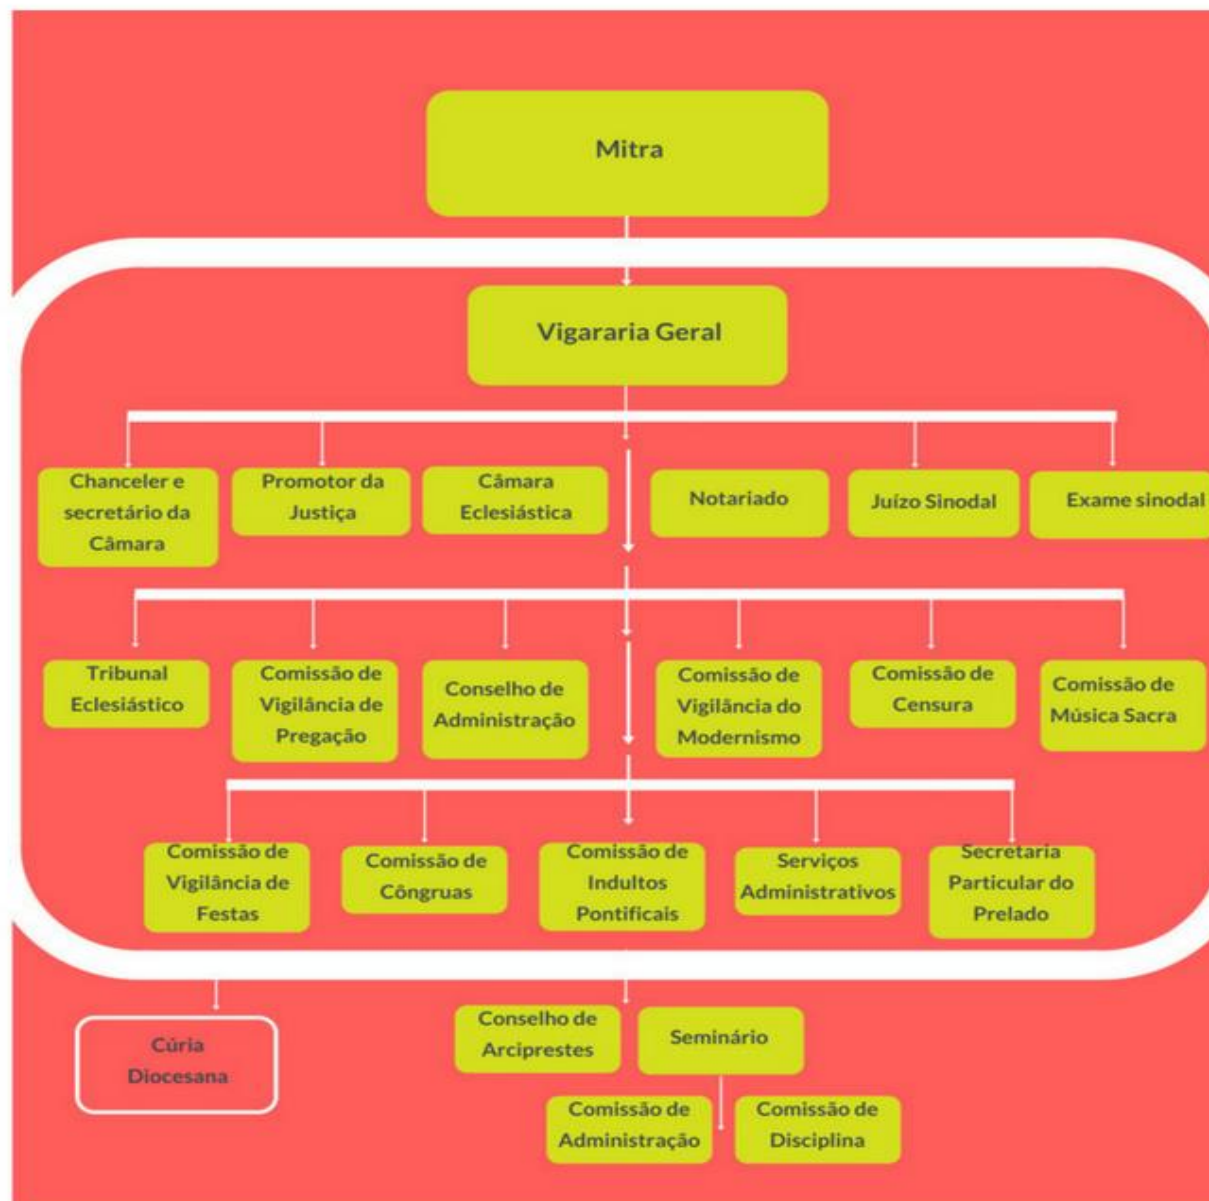 Mitra
Vigararia Geral
Chanceler e
secretário da
Câmara
Promotor da
Justiça
Câmara
Eclesiástica
Notariado
Juízo Sinodal
Exame sinodal
Tribunal
Eclesiástico
Comissão de
Vigilância de
Pregação
Conselho de
Administração
Comissão de
Vigilância do
Modernismo
Comissão de
Censura
Comissão de
Música Sacra
Comissão de
Vigilância de
Festas
Comissão de
Côngruas
Comissão de
Indultos
Pontificais
Serviços
Administrativos
Secretaria
Particular do
Prelado
Cúria
Diocesana
Conselho de
Arciprestes
Seminário
Comissão de
Administração
Comissão de
Disciplina